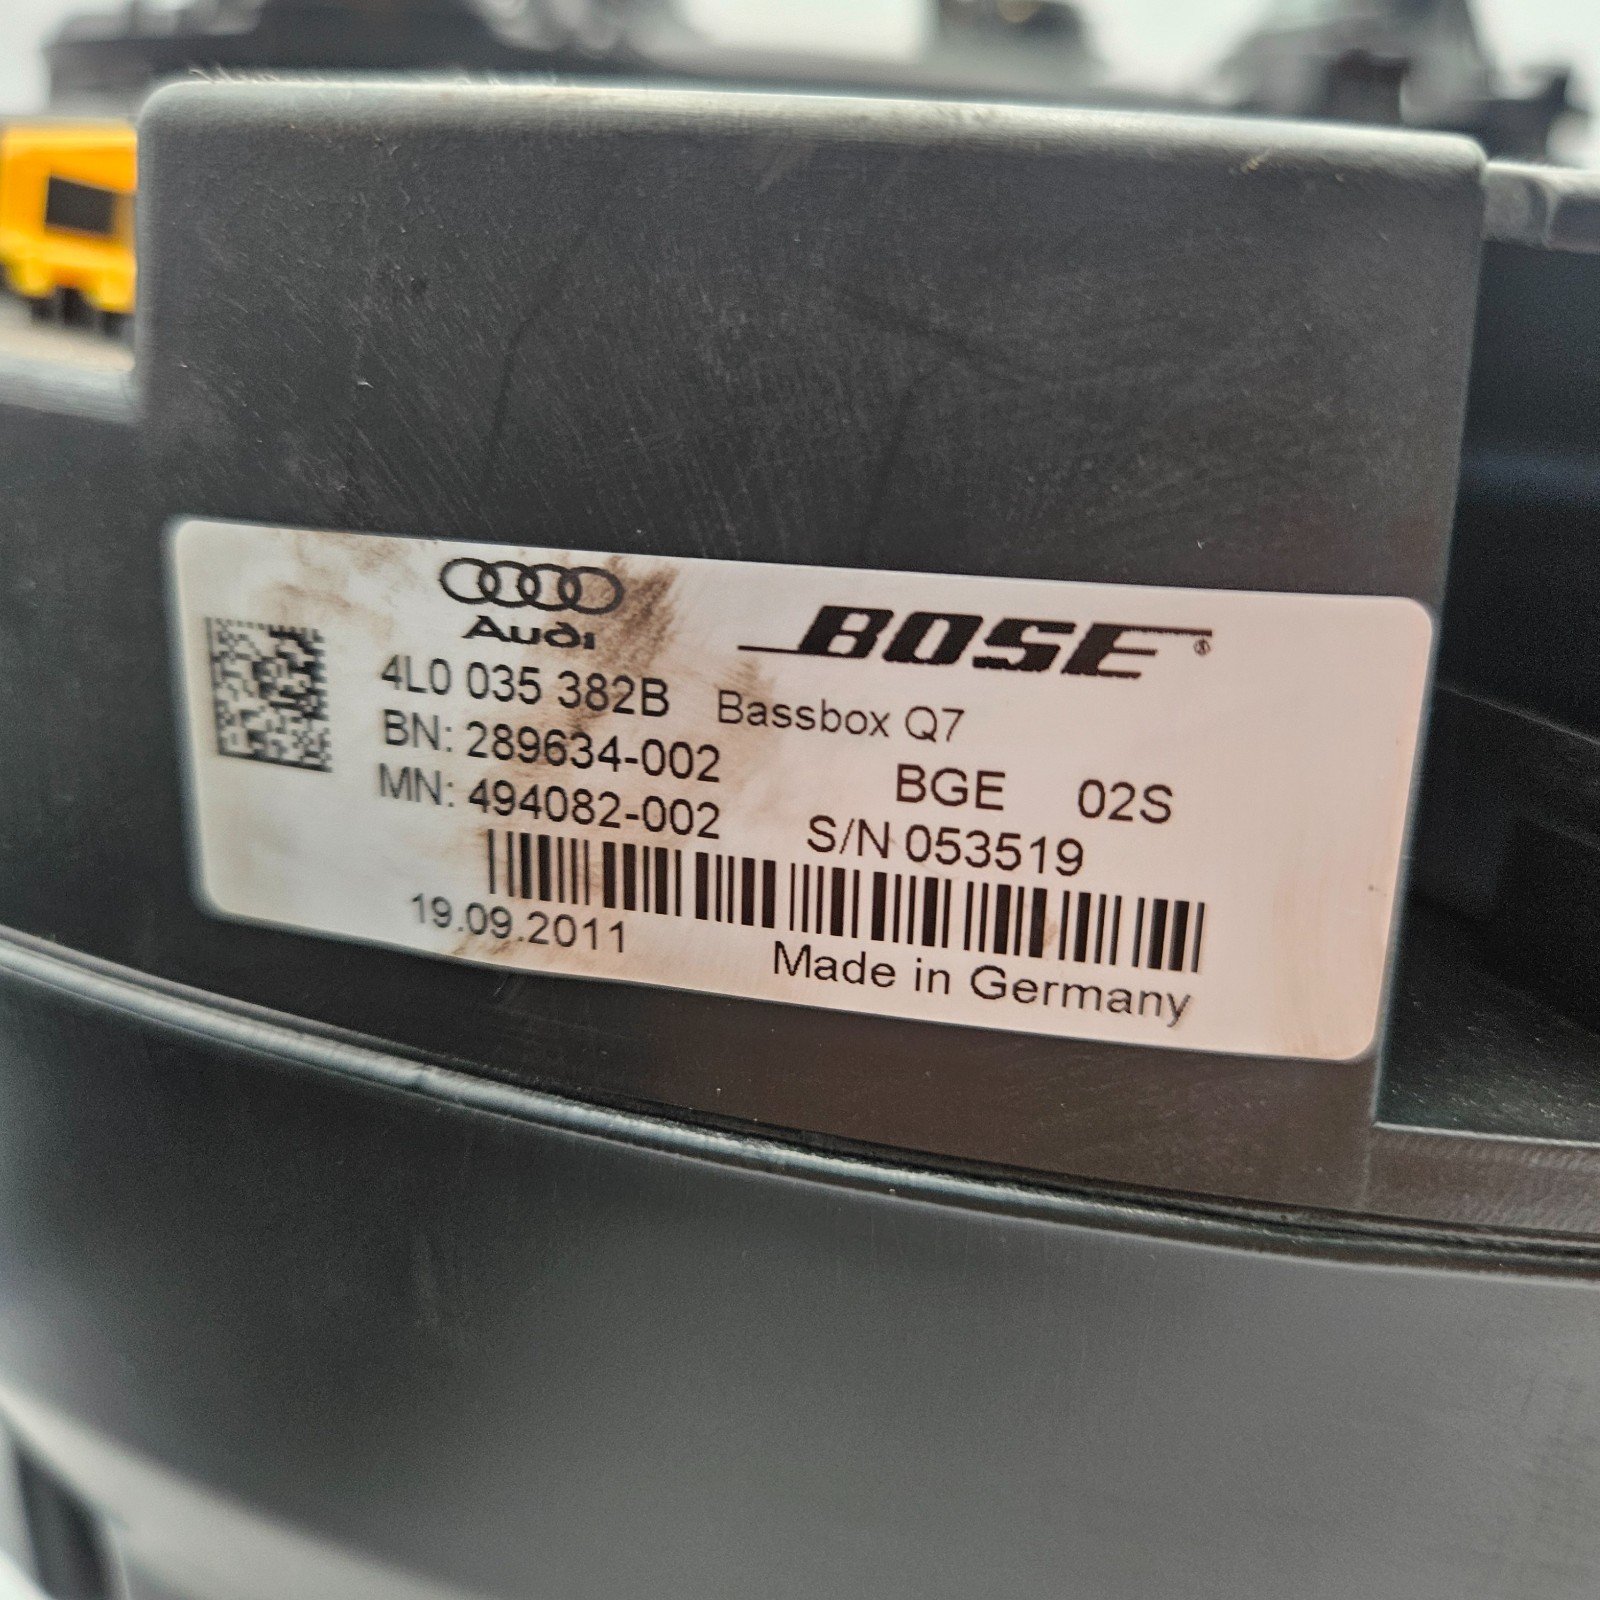 Audi
BOSE®
4L0 035 382B Bassbox Q7
BN: 289634-002 BGE 02S
MN: 494082-002 S/N 053519
19.09.2011 Made in Germany